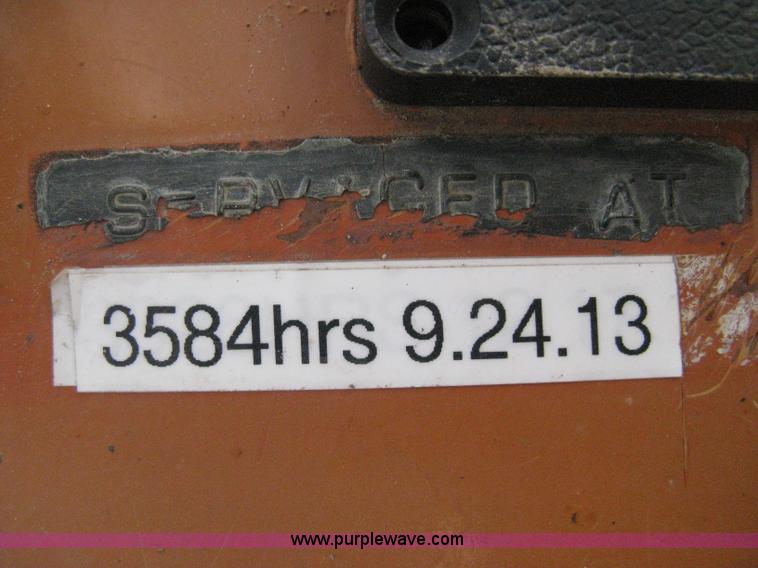 SERVICED AT
3584hrs 9.24.13
www.purplewave.com